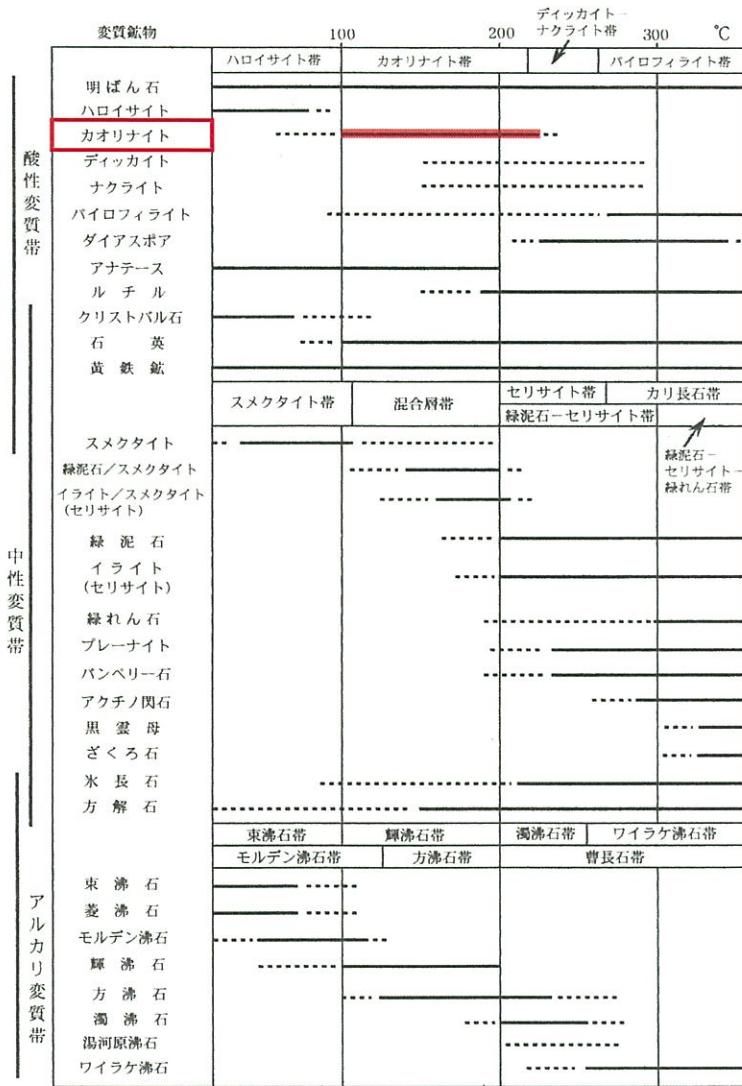 ディッカイト−
ナクライト帯
変質鉱物 100 200 300 ℃
ハロイサイト帯 カオリナイト帯 パイロフィライト帯
酸性変質帯
明ばん石
ハロイサイト
カオリナイト
ディッカイト
ナクライト
パイロフィライト
ダイアスポア
アナテース
ルチル
クリストバル石
石英
黄鉄鉱
スメクタイト帯 混合層帯 セリサイト帯 カリ長石帯
緑泥石−セリサイト帯
緑泥石−
セリサイト−
緑れん石帯
中性変質帯
スメクタイト
緑泥石/スメクタイト
イライト/スメクタイト
(セリサイト)
緑泥石
イライト
(セリサイト)
緑れん石
プレーナイト
パンペリー石
アクチノ閃石
黒雲母
ざくろ石
氷長石
方解石
束沸石帯 輝沸石帯 濁沸石帯 ワイラケ沸石帯
モルデン沸石帯 方沸石帯 曹長石帯
アルカリ変質帯
束沸石
菱沸石
モルデン沸石
輝沸石
方沸石
濁沸石
湯河原沸石
ワイラケ沸石